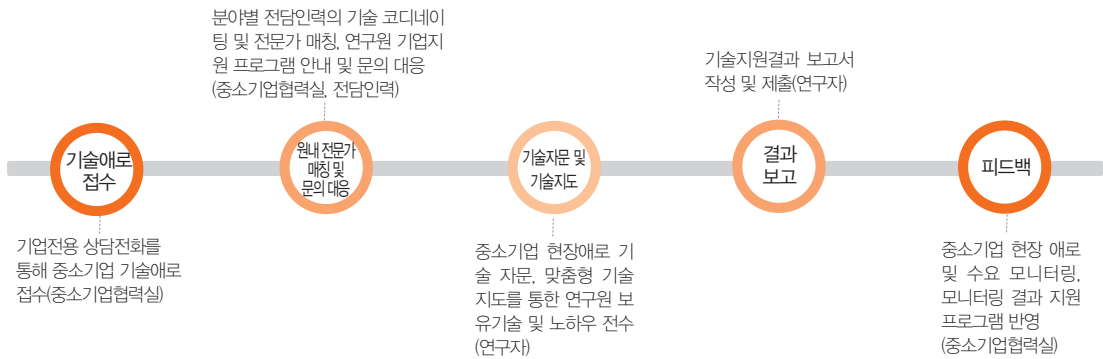 분야별 전담인력의 기술 코디네이
팅 및 전문가 매칭, 연구원 기업지
원 프로그램 안내 및 문의 대응
(중소기업협력실, 전담인력)
기술지원결과 보고서
작성 및 제출(연구자)
기술애로
접수
원내 전문가
매칭 및
문의 대응
기술자문 및
기술지도
결과
보고
피드백
기업전용 상담전화를
통해 중소기업 기술애로
접수(중소기업협력실)
중소기업 현장애로 기
술 자문, 맞춤형 기술
지도를 통한 연구원 보
유기술 및 노하우 전수
(연구자)
중소기업 현장 애로
및 수요 모니터링,
모니터링 결과 지원
프로그램 반영
(중소기업협력실)